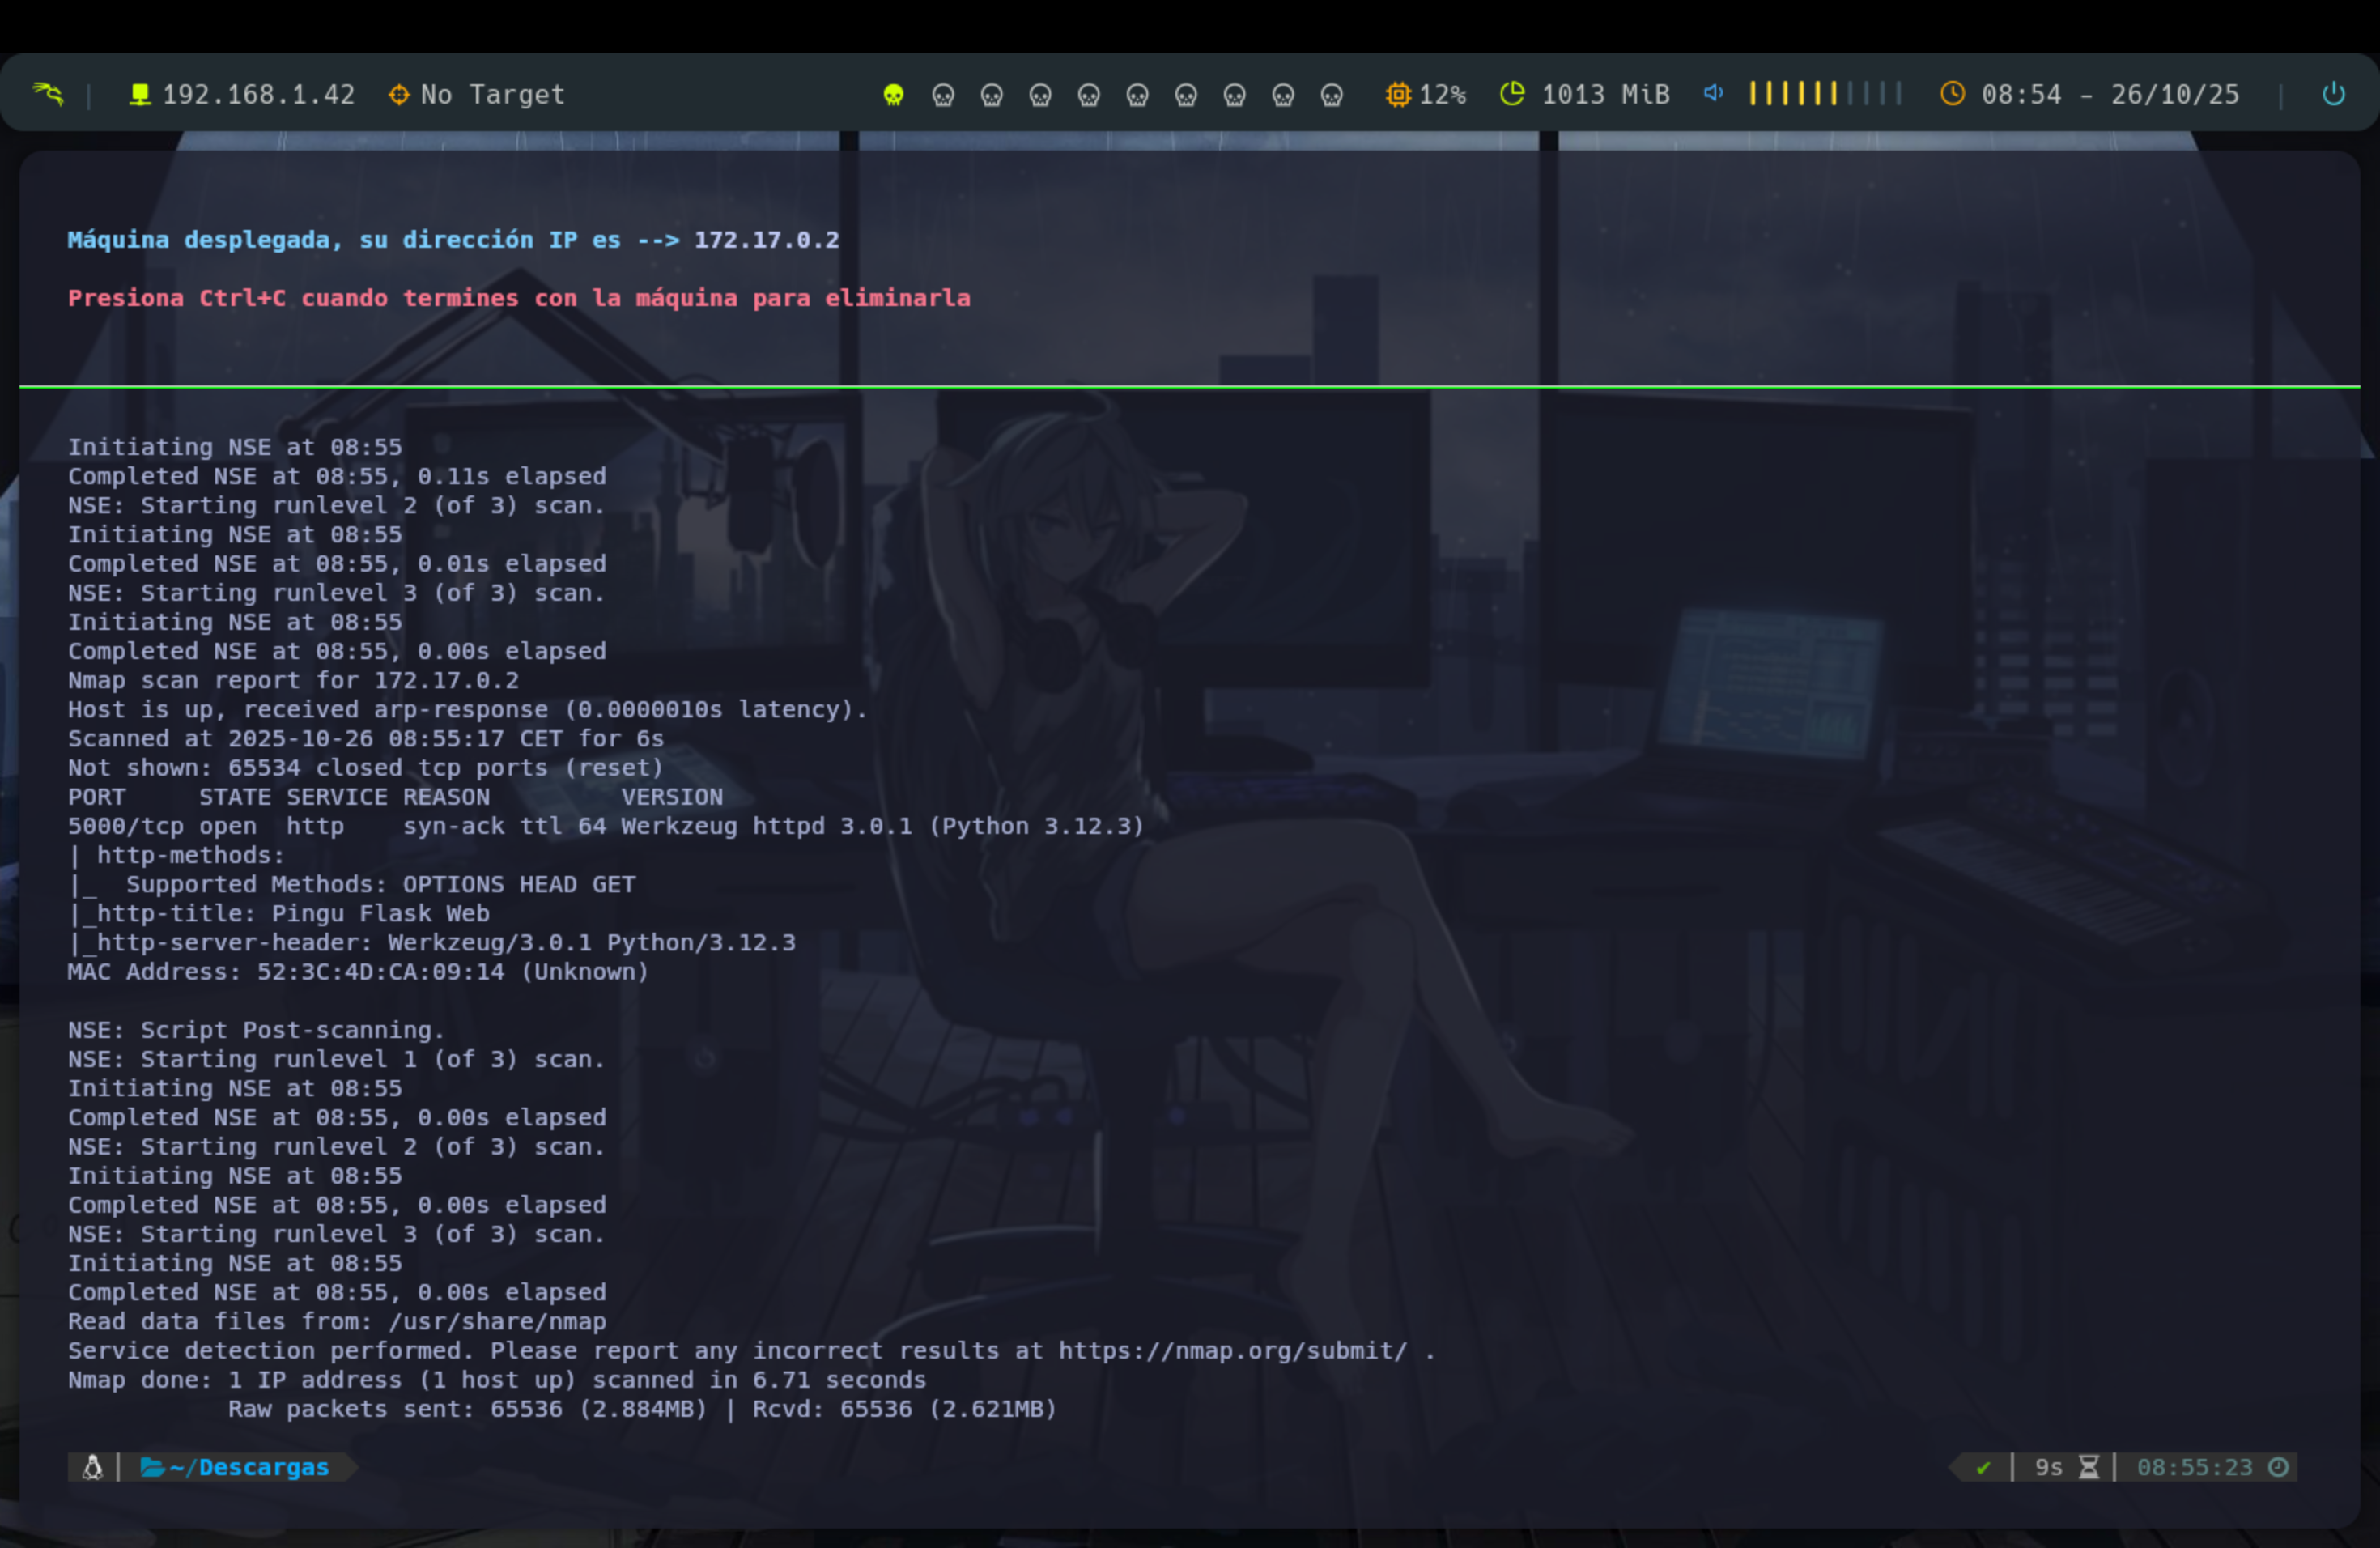 192.168.1.42 No Target 12% 1013 MiB 08:54 - 26/10/25
Máquina desplegada, su dirección IP es --> 172.17.0.2
Presiona Ctrl+C cuando termines con la máquina para eliminarla
Initiating NSE at 08:55
Completed NSE at 08:55, 0.11s elapsed
NSE: Starting runlevel 2 (of 3) scan.
Initiating NSE at 08:55
Completed NSE at 08:55, 0.01s elapsed
NSE: Starting runlevel 3 (of 3) scan.
Initiating NSE at 08:55
Completed NSE at 08:55, 0.00s elapsed
Nmap scan report for 172.17.0.2
Host is up, received arp-response (0.0000010s latency).
Scanned at 2025-10-26 08:55:17 CET for 6s
Not shown: 65534 closed tcp ports (reset)
PORT     STATE SERVICE REASON         VERSION
5000/tcp open  http    syn-ack ttl 64 Werkzeug httpd 3.0.1 (Python 3.12.3)
| http-methods:
|_  Supported Methods: OPTIONS HEAD GET
|_http-title: Pingu Flask Web
|_http-server-header: Werkzeug/3.0.1 Python/3.12.3
MAC Address: 52:3C:4D:CA:09:14 (Unknown)
NSE: Script Post-scanning.
NSE: Starting runlevel 1 (of 3) scan.
Initiating NSE at 08:55
Completed NSE at 08:55, 0.00s elapsed
NSE: Starting runlevel 2 (of 3) scan.
Initiating NSE at 08:55
Completed NSE at 08:55, 0.00s elapsed
NSE: Starting runlevel 3 (of 3) scan.
Initiating NSE at 08:55
Completed NSE at 08:55, 0.00s elapsed
Read data files from: /usr/share/nmap
Service detection performed. Please report any incorrect results at https://nmap.org/submit/ .
Nmap done: 1 IP address (1 host up) scanned in 6.71 seconds
Raw packets sent: 65536 (2.884MB) | Rcvd: 65536 (2.621MB)
~/Descargas 9s 08:55:23